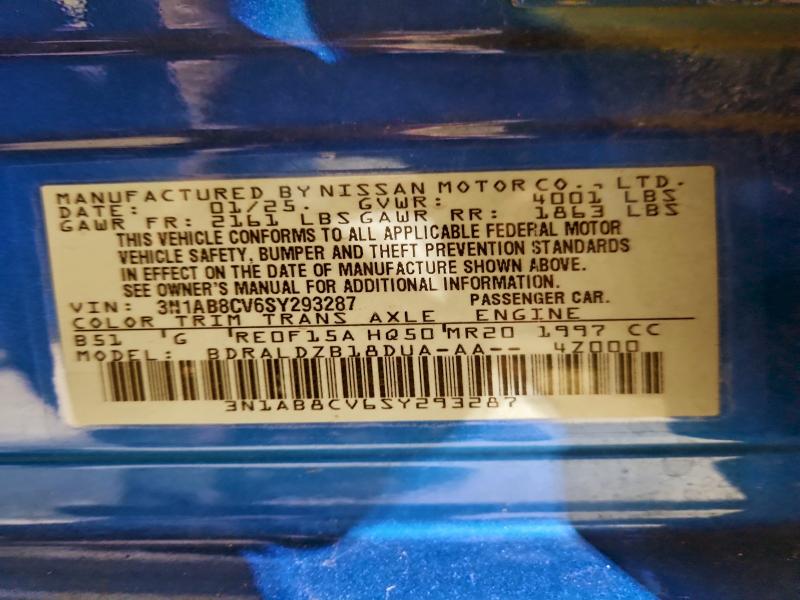 MANUFACTURED BY NISSAN MOTOR CO., LTD.
DATE: 01/25. GVWR: 4001 LBS
GAWR FR: 2161 LBS GAWR RR: 1863 LBS
THIS VEHICLE CONFORMS TO ALL APPLICABLE FEDERAL MOTOR
VEHICLE SAFETY, BUMPER AND THEFT PREVENTION STANDARDS
IN EFFECT ON THE DATE OF MANUFACTURE SHOWN ABOVE.
SEE OWNER'S MANUAL FOR ADDITIONAL INFORMATION.
VIN: 3N1AB8CV6SY293287 PASSENGER CAR.
COLOR TRIM TRANS AXLE ENGINE
B51 G RE0F15A HQ50 MR20 1997 CC
MODEL: BDRALDZB18DUA-AA-- 4Z000
3N1AB8CV6SY293287